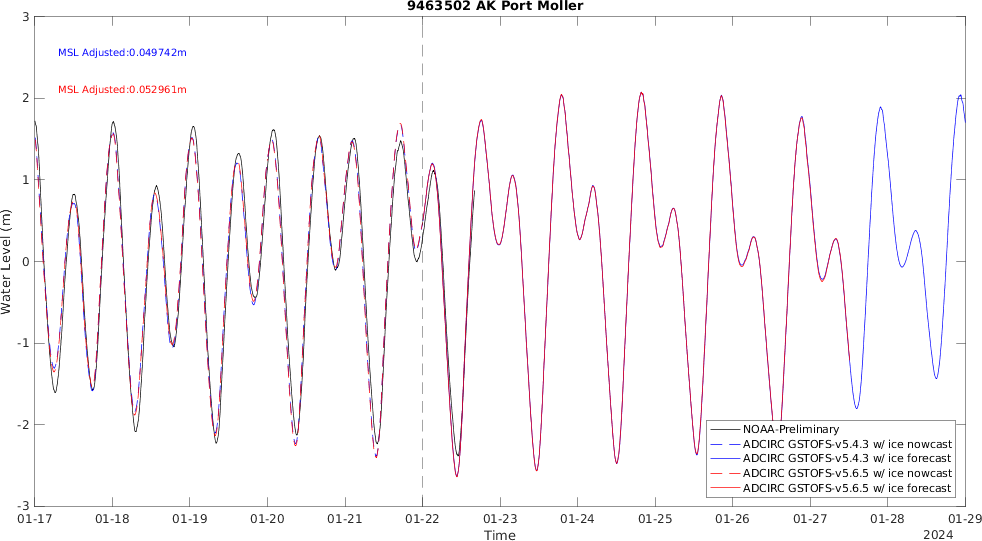 9463502 AK Port Moller
MSL Adjusted:0.049742m
MSL Adjusted:0.052961m
Water Level (m)
3
2
1
0
-1
-2
-3
NOAA-Preliminary
ADCIRC GSTOFS-v5.4.3 w/ ice nowcast
ADCIRC GSTOFS-v5.4.3 w/ ice forecast
ADCIRC GSTOFS-v5.6.5 w/ ice nowcast
ADCIRC GSTOFS-v5.6.5 w/ ice forecast
01-17 01-18 01-19 01-20 01-21 01-22 01-23 01-24 01-25 01-26 01-27 01-28 01-29
Time
2024